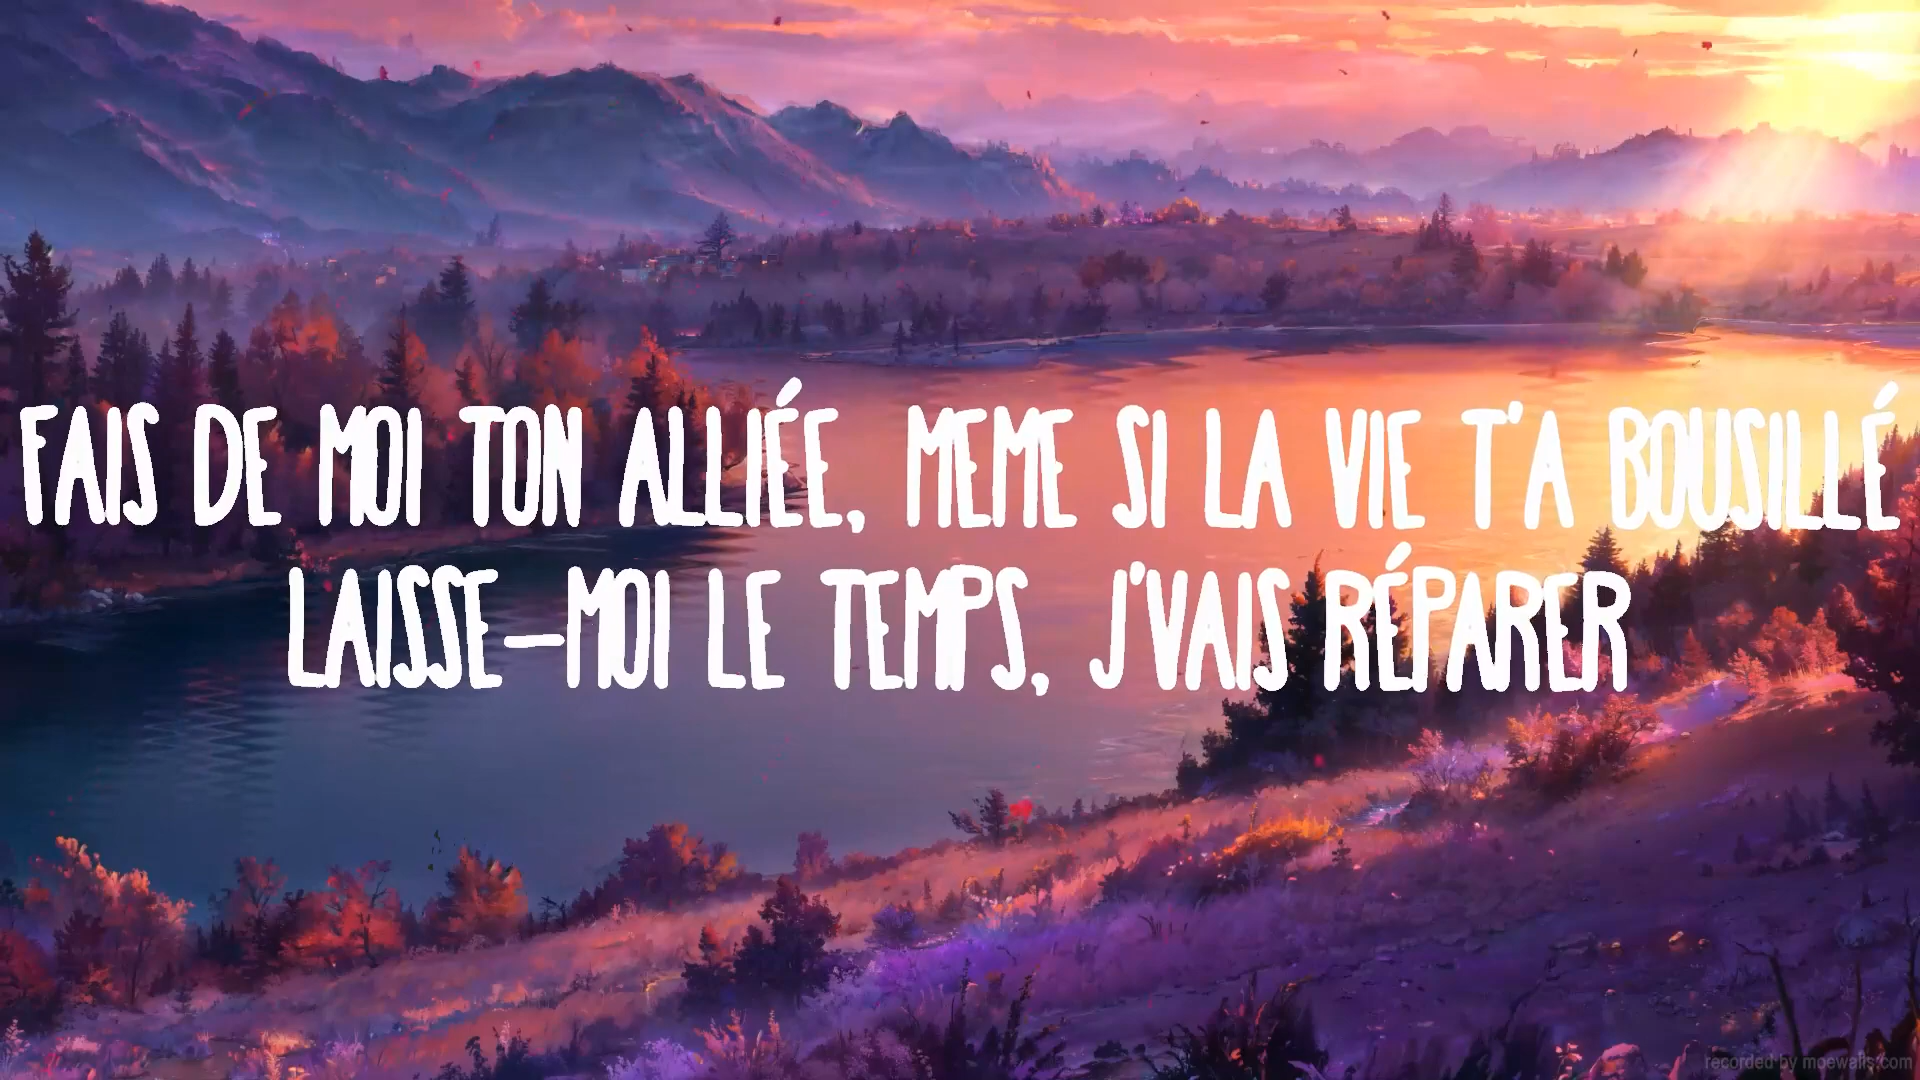 FAIS DE MOI TON ALLIÉE, MEME SI LA VIE T'A BOUSILLÉ
LAISSE-MOI LE TEMPS, J'VAIS RÉPARER
recorded by moewalls.com